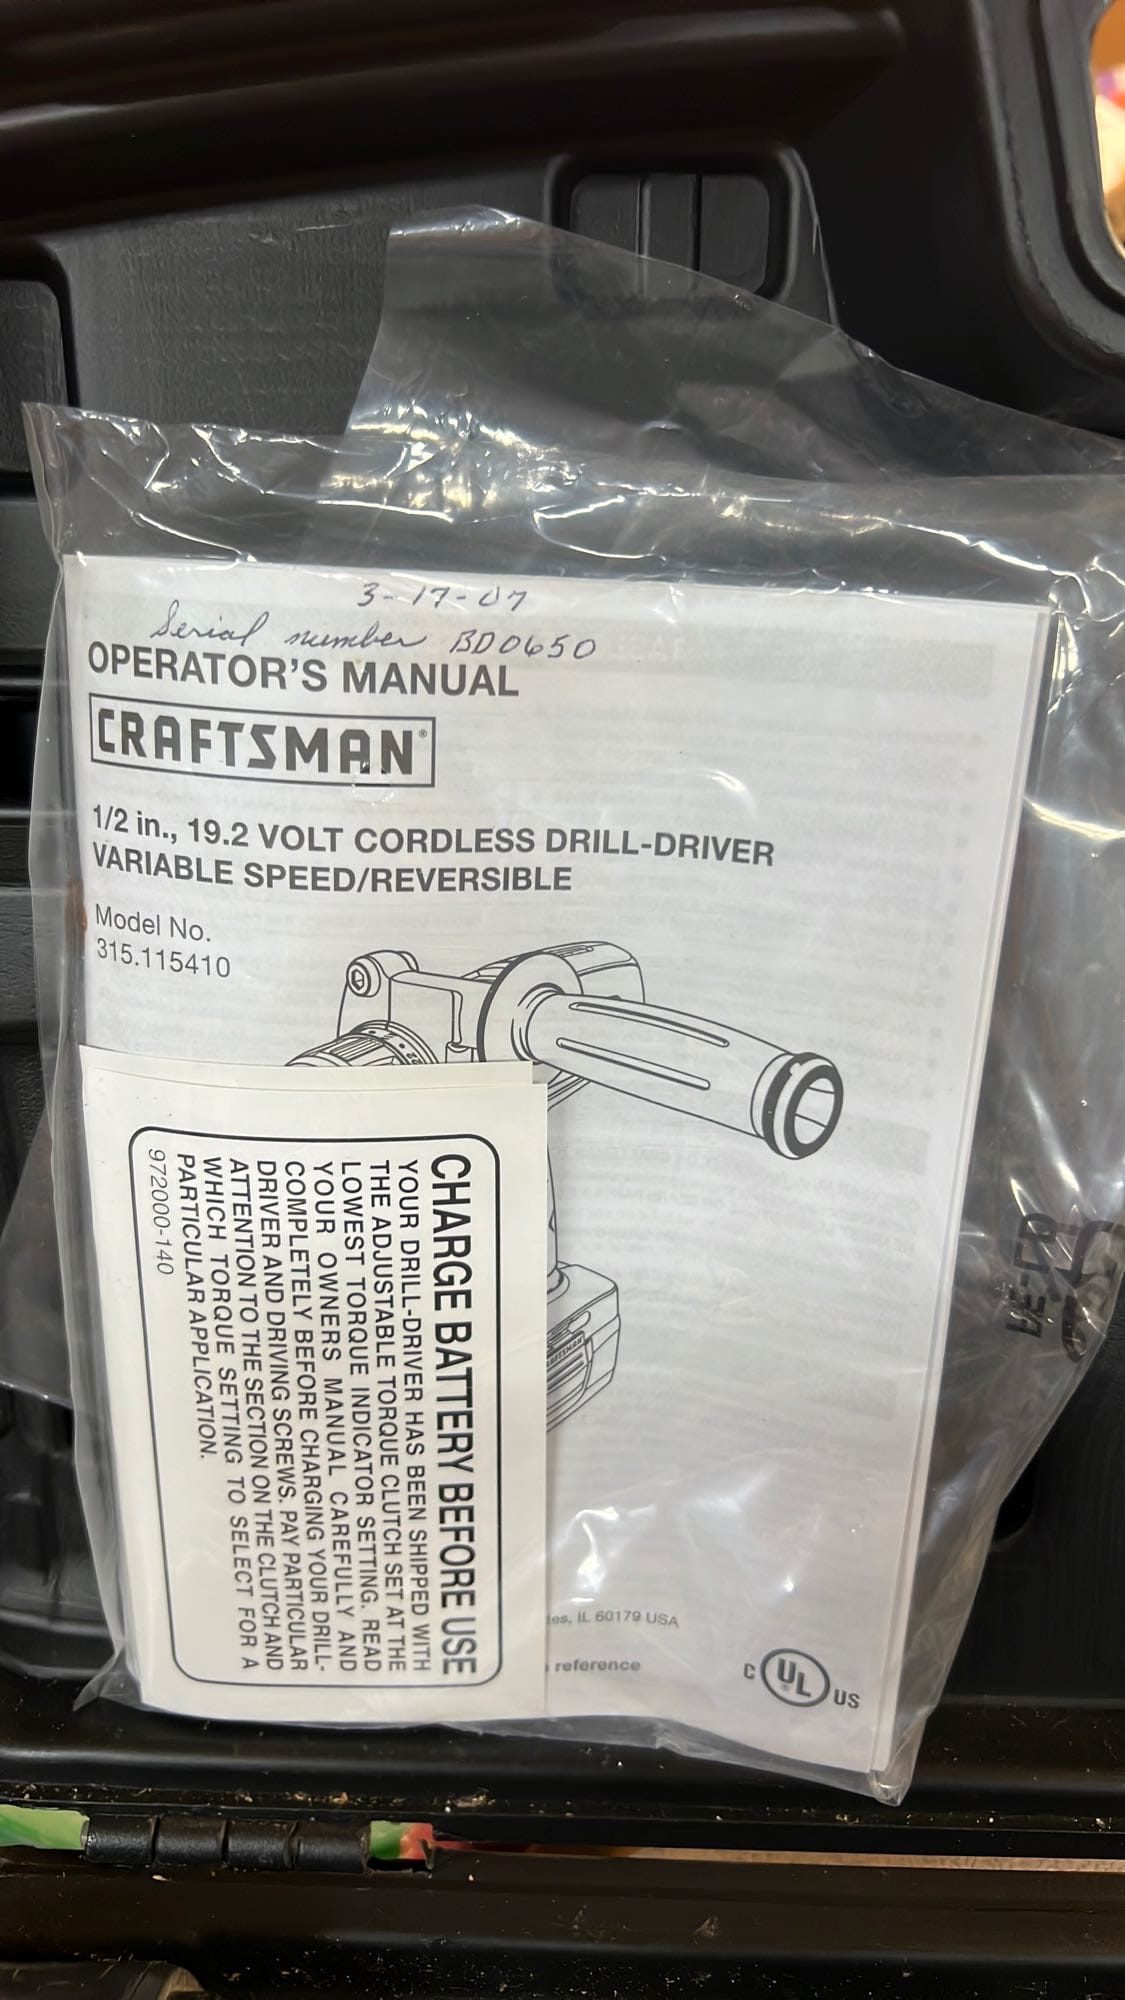 3-17-07
Serial number BD0650
OPERATOR'S MANUAL
CRAFTSMAN®
1/2 in., 19.2 VOLT CORDLESS DRILL-DRIVER
VARIABLE SPEED/REVERSIBLE
Model No.
315.115410
22
CRAFTSMAN
CHARGE BATTERY BEFORE USE
YOUR DRILL-DRIVER HAS BEEN SHIPPED WITH
THE ADJUSTABLE TORQUE CLUTCH SET AT THE
LOWEST TORQUE INDICATOR SETTING. READ
YOUR OWNERS MANUAL CAREFULLY AND
COMPLETELY BEFORE CHARGING YOUR DRILL-
DRIVER AND DRIVING SCREWS. PAY PARTICULAR
ATTENTION TO THE SECTION ON THE CLUTCH AND
WHICH TORQUE SETTING TO SELECT FOR A
PARTICULAR APPLICATION.
972000-140
IL 60179 USA
reference
C UL® US